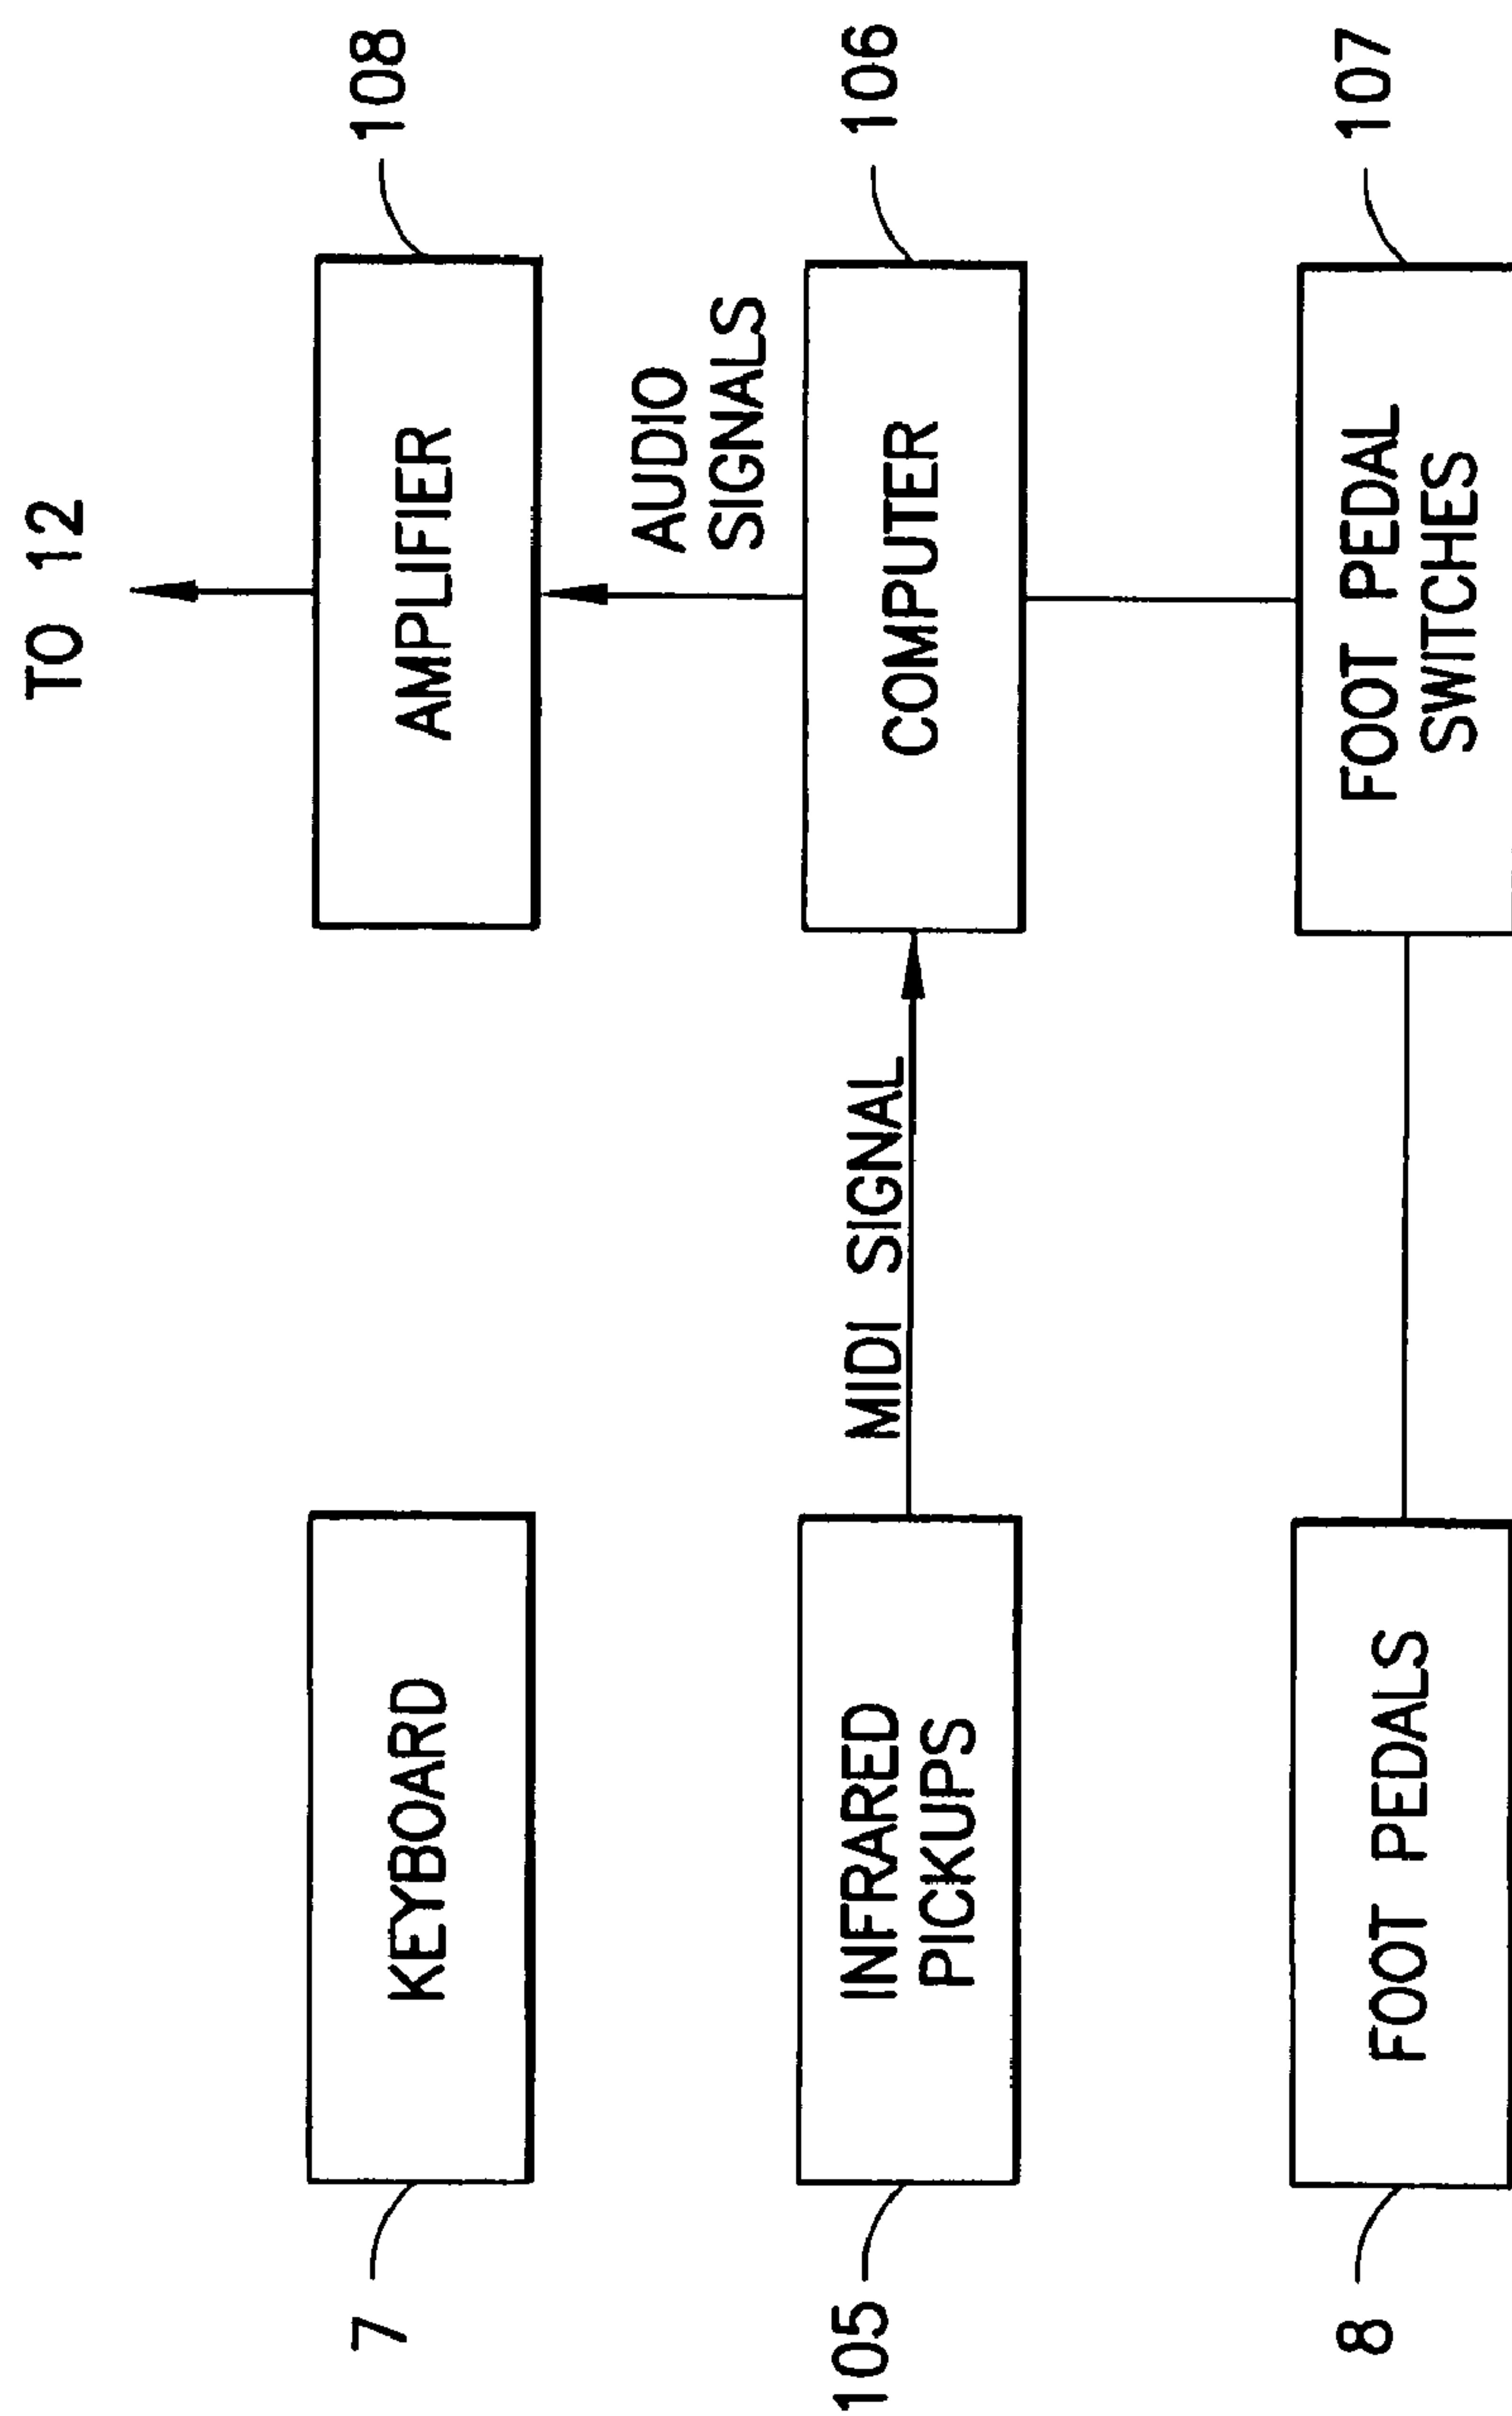 TO 12
KEYBOARD
7
AMPLIFIER
108
AUDIO
SIGNALS
INFRARED
PICKUPS
105
MIDI SIGNAL
COMPUTER
106
FOOT PEDALS
8
FOOT PEDAL
SWITCHES
107